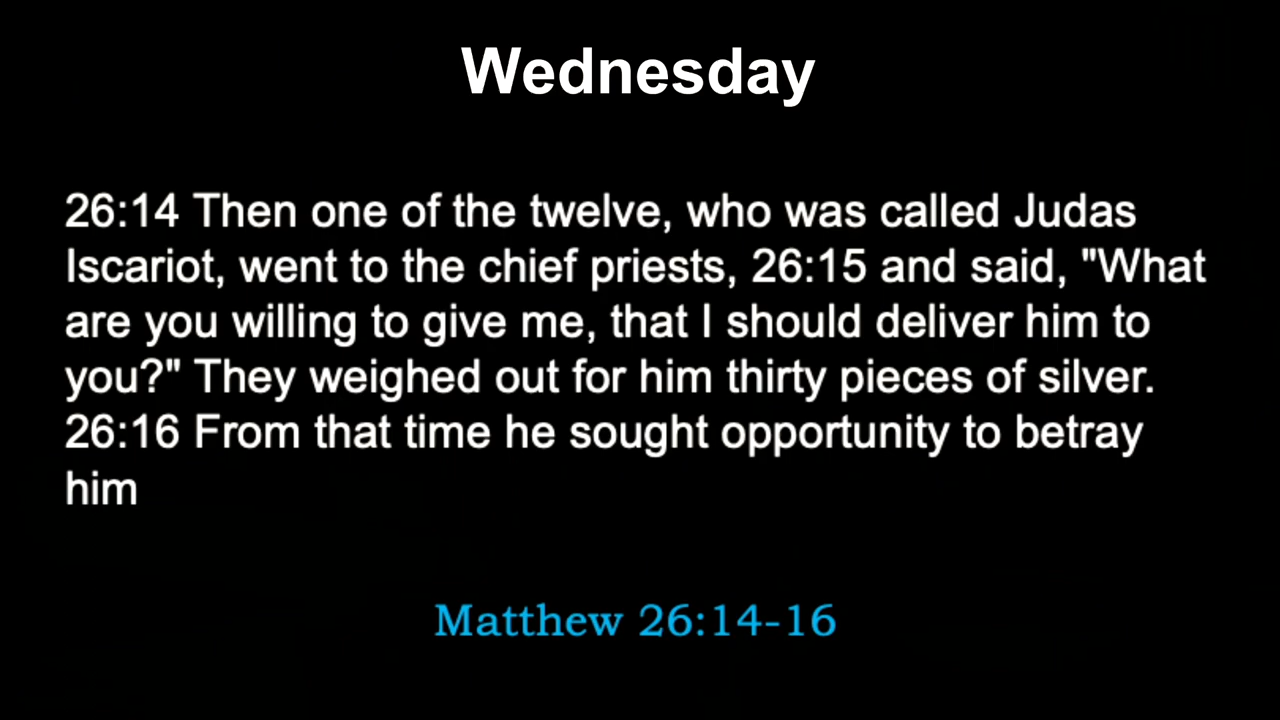 Wednesday
26:14 Then one of the twelve, who was called Judas
Iscariot, went to the chief priests, 26:15 and said, "What
are you willing to give me, that I should deliver him to
you?" They weighed out for him thirty pieces of silver.
26:16 From that time he sought opportunity to betray
him
Matthew 26:14-16